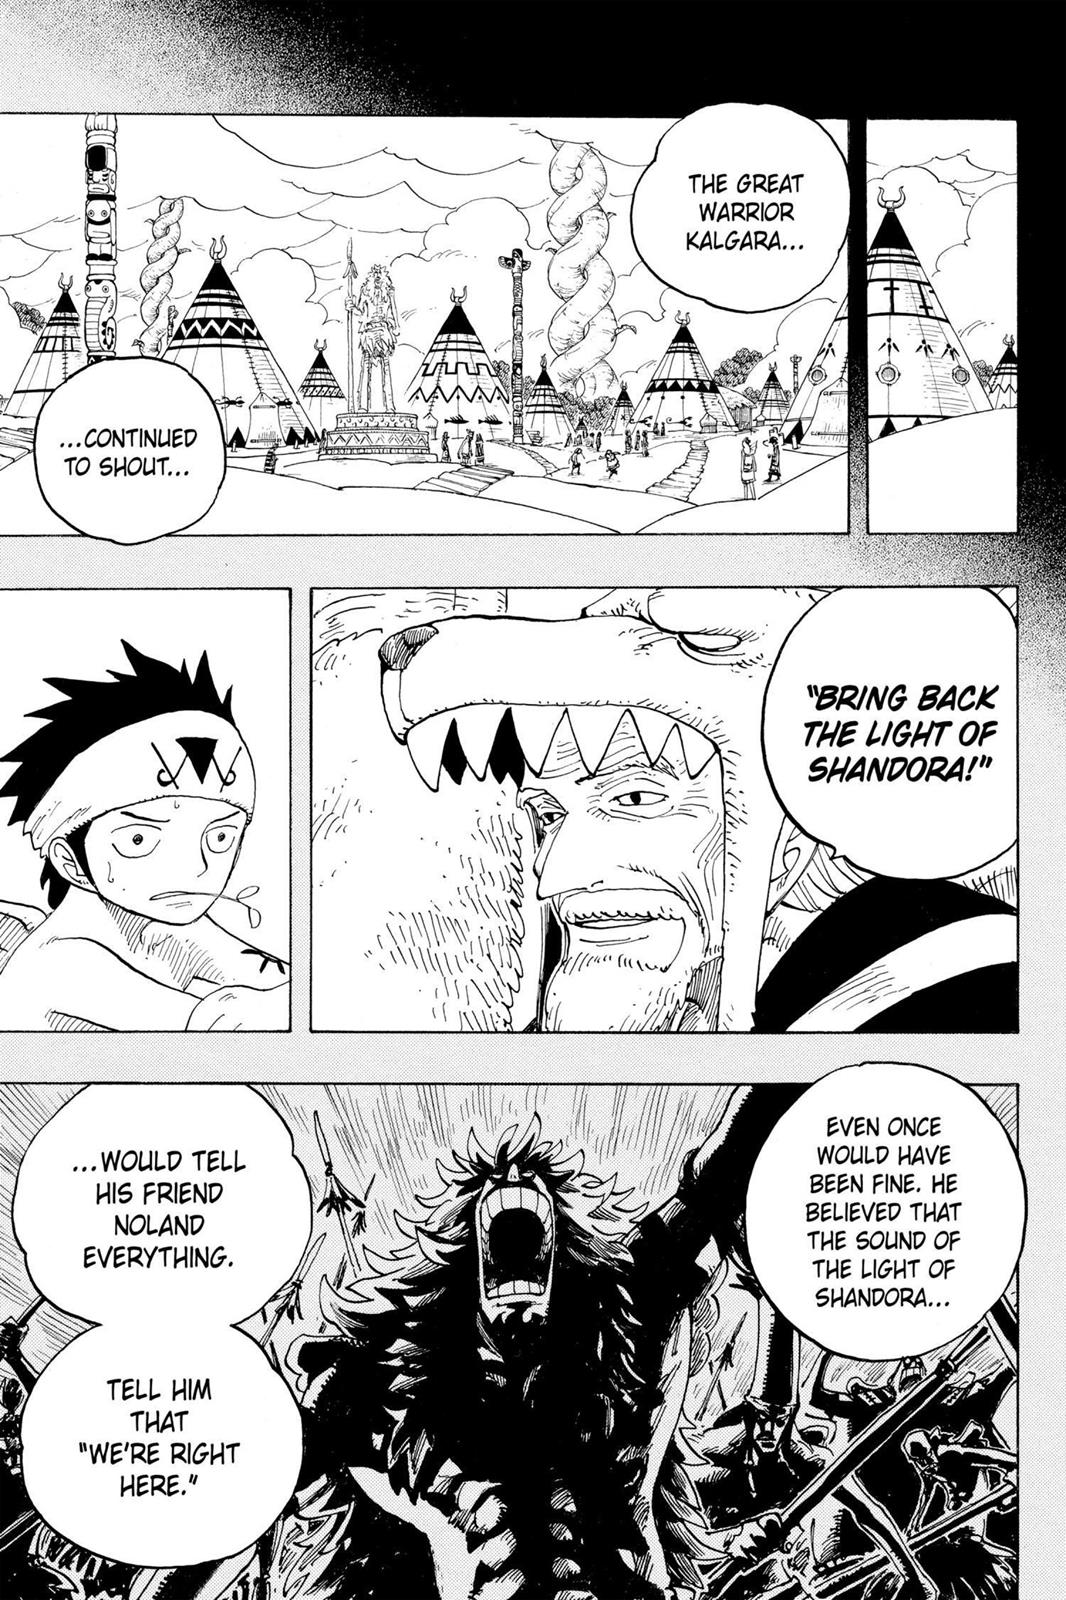 THE GREAT
WARRIOR
KALGARA...
...CONTINUED
TO SHOUT...
"BRING BACK
THE LIGHT OF
SHANDORA!"
EVEN ONCE
WOULD HAVE
BEEN FINE. HE
BELIEVED THAT
THE SOUND OF
THE LIGHT OF
SHANDORA...
...WOULD TELL
HIS FRIEND
NOLAND
EVERYTHING.
TELL HIM
THAT
"WE'RE RIGHT
HERE."